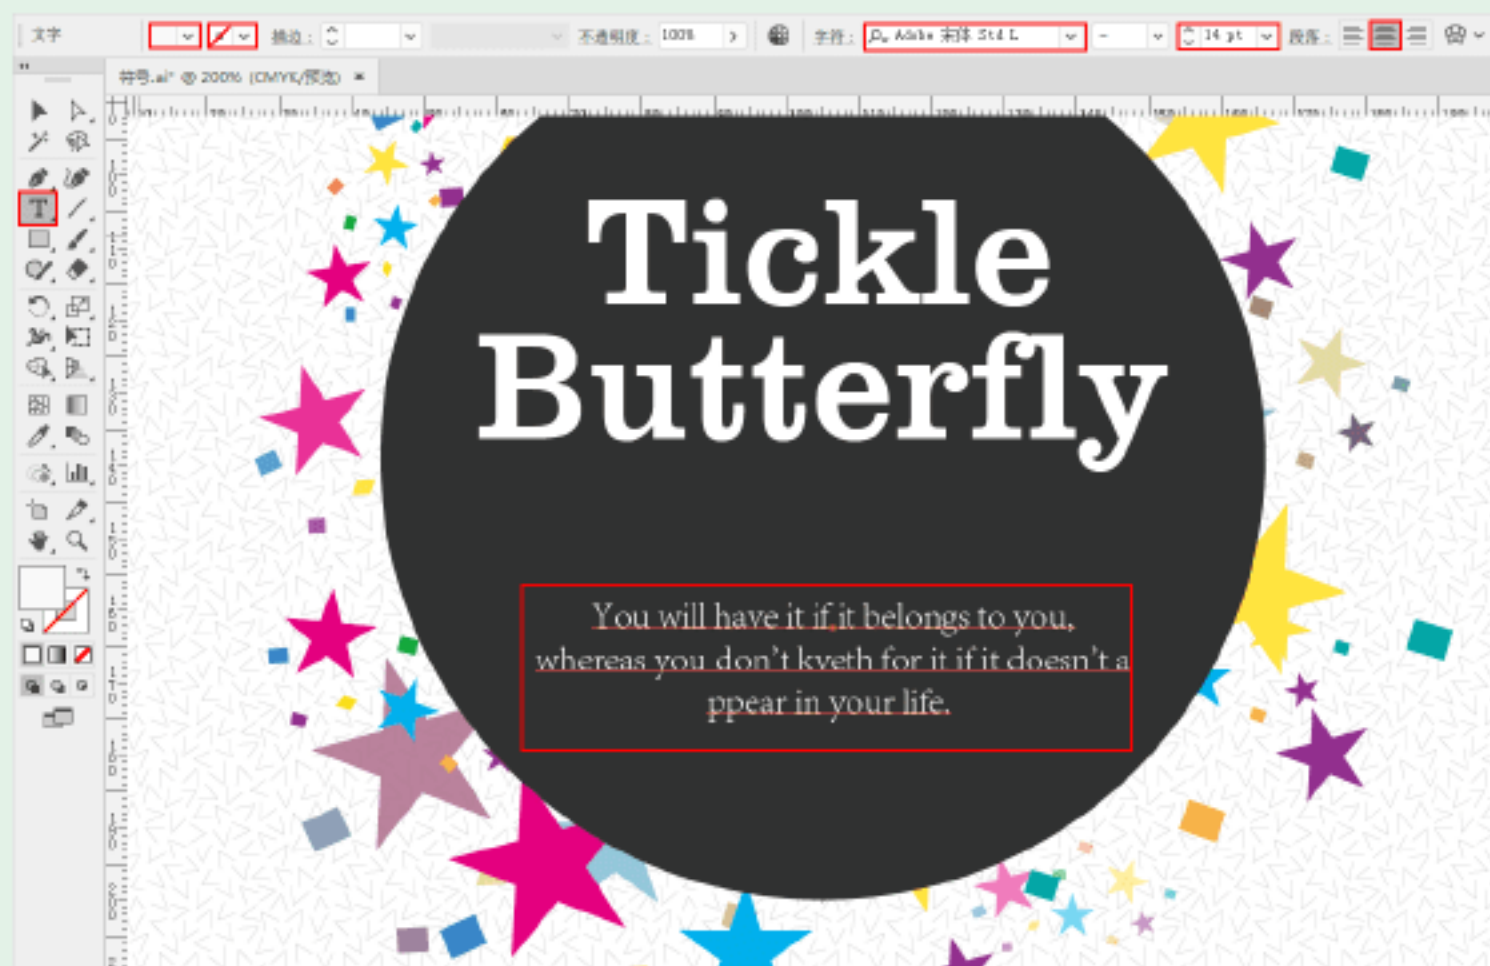 文字
描边：
不透明度：
100%
字符：
Adobe 宋体 Std L
14 pt
段落：
符号.ai* @ 200% (CMYK/预览)
Tickle
Butterfly
You will have it if it belongs to you,
whereas you don't kveth for it if it doesn't a
ppear in your life.